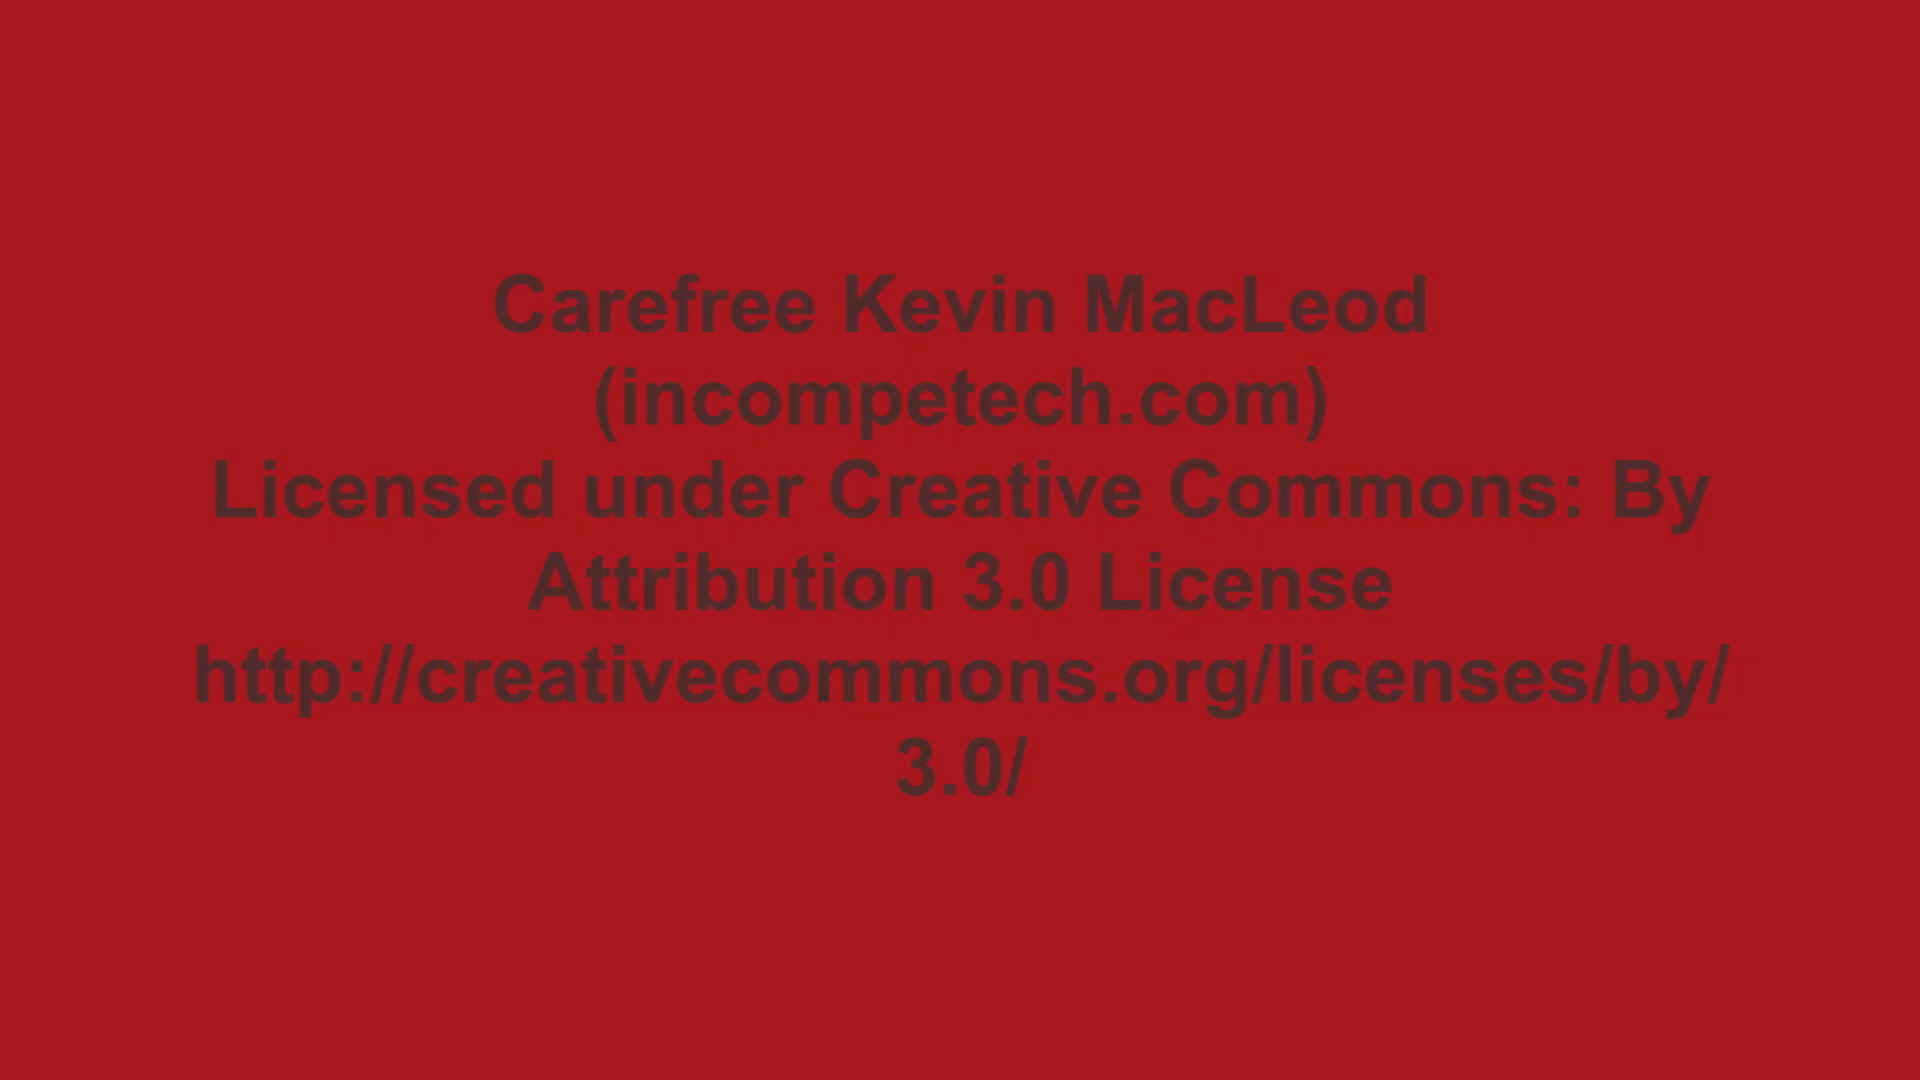 Carefree Kevin MacLeod
(incompetech.com)
Licensed under Creative Commons: By
Attribution 3.0 License
http://creativecommons.org/licenses/by/
3.0/